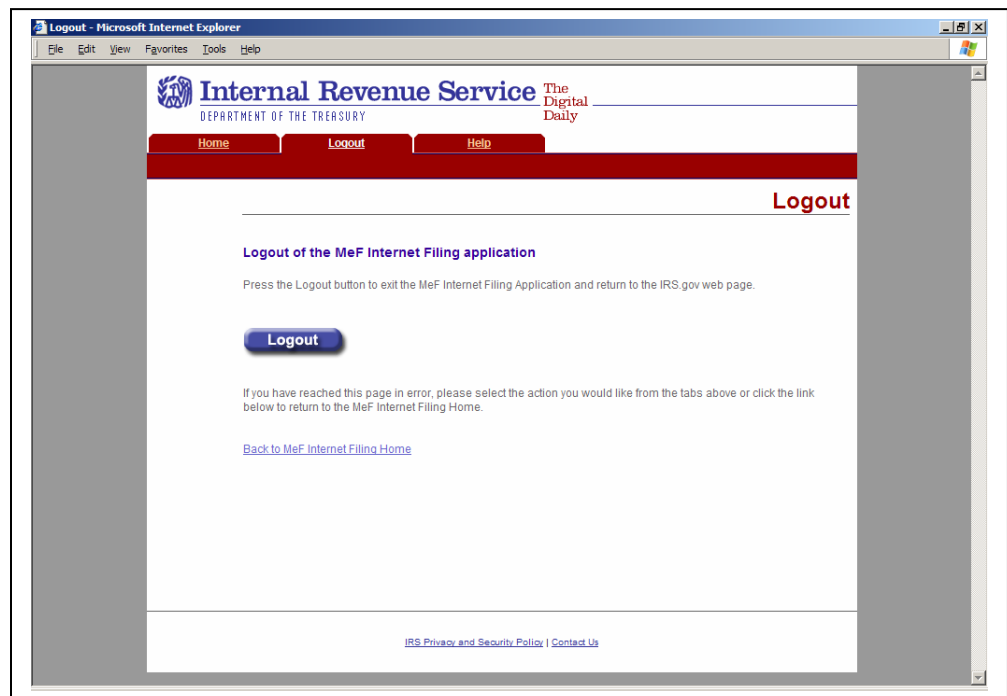 Logout - Microsoft Internet Explorer
File Edit View Favorites Tools Help
Internal Revenue Service
DEPARTMENT OF THE TREASURY
The
Digital
Daily
Home Logout Help
Logout
Logout of the MeF Internet Filing application
Press the Logout button to exit the MeF Internet Filing Application and return to the IRS.gov web page.
Logout
If you have reached this page in error, please select the action you would like from the tabs above or click the link
below to return to the MeF Internet Filing Home.
Back to MeF Internet Filing Home
IRS Privacy and Security Policy | Contact Us